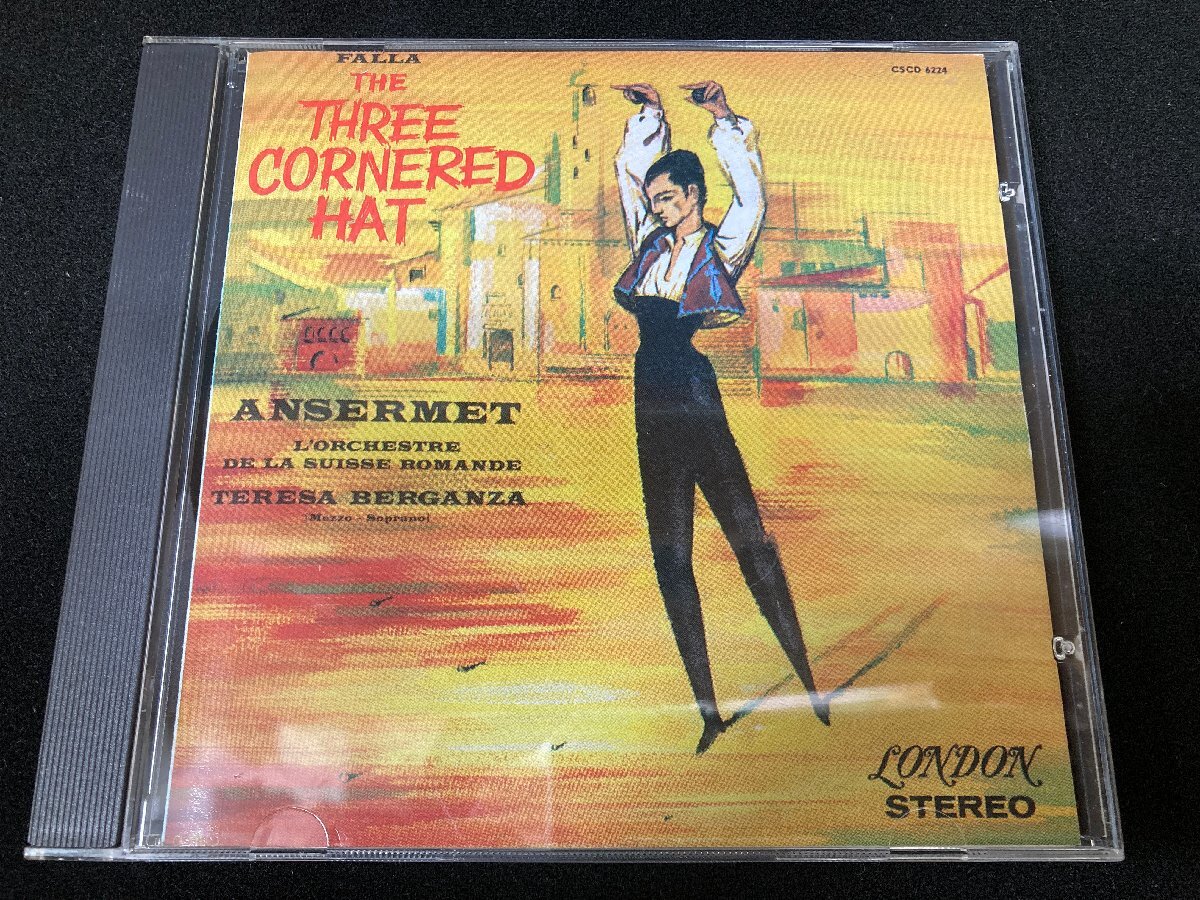 FALLA
THE
THREE
CORNERED
HAT
CSCD 6224
ANSERMET
L'ORCHESTRE
DE LA SUISSE ROMANDE
TERESA BERGANZA
(Mezzo - Soprano)
LONDON
STEREO